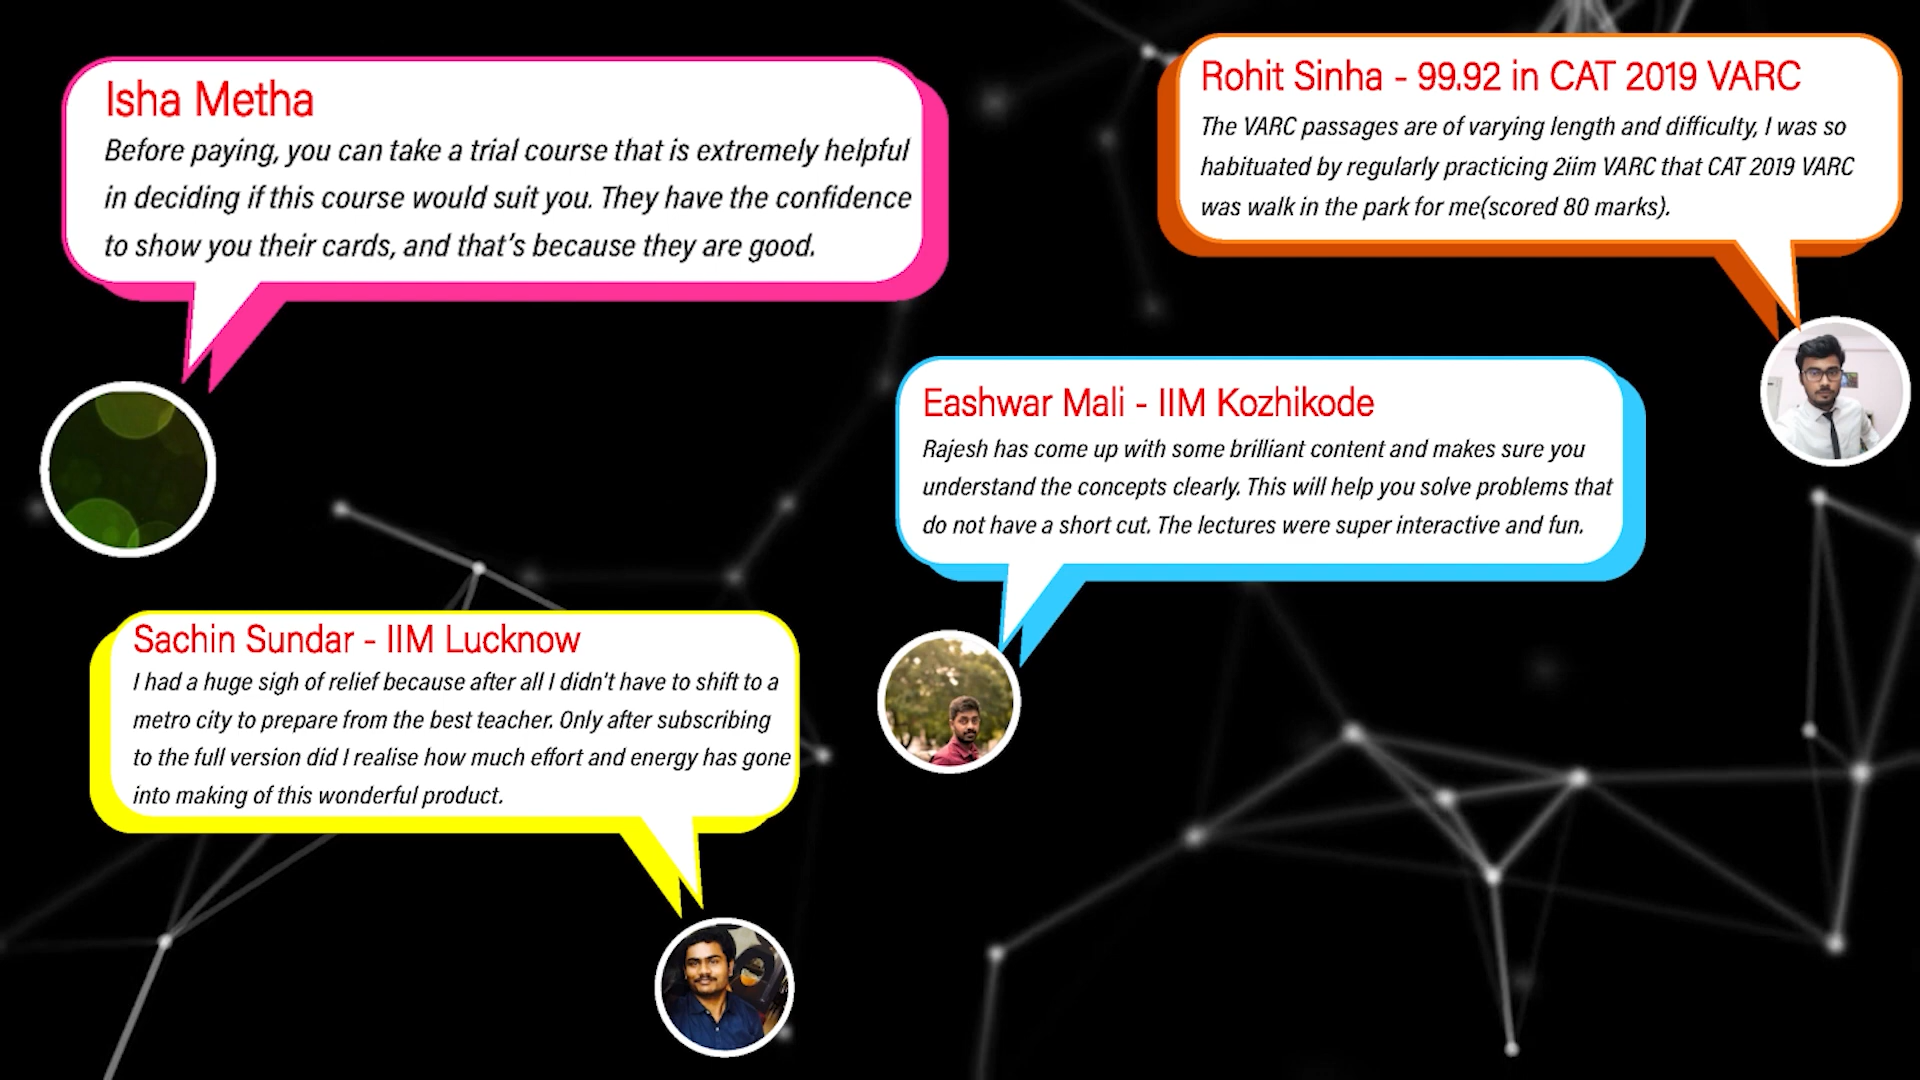 Isha Metha
Before paying, you can take a trial course that is extremely helpful
in deciding if this course would suit you. They have the confidence
to show you their cards, and that's because they are good.
Rohit Sinha - 99.92 in CAT 2019 VARC
The VARC passages are of varying length and difficulty, I was so
habituated by regularly practicing 2iim VARC that CAT 2019 VARC
was walk in the park for me(scored 80 marks).
Eashwar Mali - IIM Kozhikode
Rajesh has come up with some brilliant content and makes sure you
understand the concepts clearly. This will help you solve problems that
do not have a short cut. The lectures were super interactive and fun.
Sachin Sundar - IIM Lucknow
I had a huge sigh of relief because after all I didn't have to shift to a
metro city to prepare from the best teacher. Only after subscribing
to the full version did I realise how much effort and energy has gone
into making of this wonderful product.